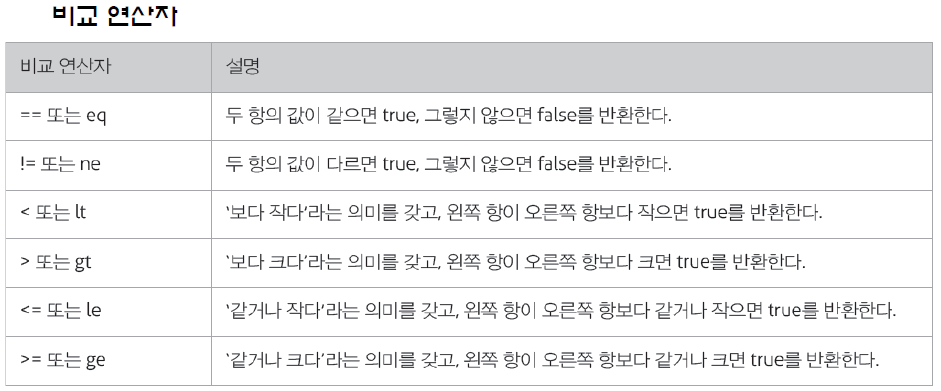 비교 연산자
비교 연산자 설명
== 또는 eq 두 항의 값이 같으면 true, 그렇지 않으면 false를 반환한다.
!= 또는 ne 두 항의 값이 다르면 true, 그렇지 않으면 false를 반환한다.
< 또는 lt ‘보다 작다’라는 의미를 갖고, 왼쪽 항이 오른쪽 항보다 작으면 true를 반환한다.
> 또는 gt ‘보다 크다’라는 의미를 갖고, 왼쪽 항이 오른쪽 항보다 크면 true를 반환한다.
<= 또는 le ‘같거나 작다’라는 의미를 갖고, 왼쪽 항이 오른쪽 항보다 같거나 작으면 true를 반환한다.
>= 또는 ge ‘같거나 크다’라는 의미를 갖고, 왼쪽 항이 오른쪽 항보다 같거나 크면 true를 반환한다.